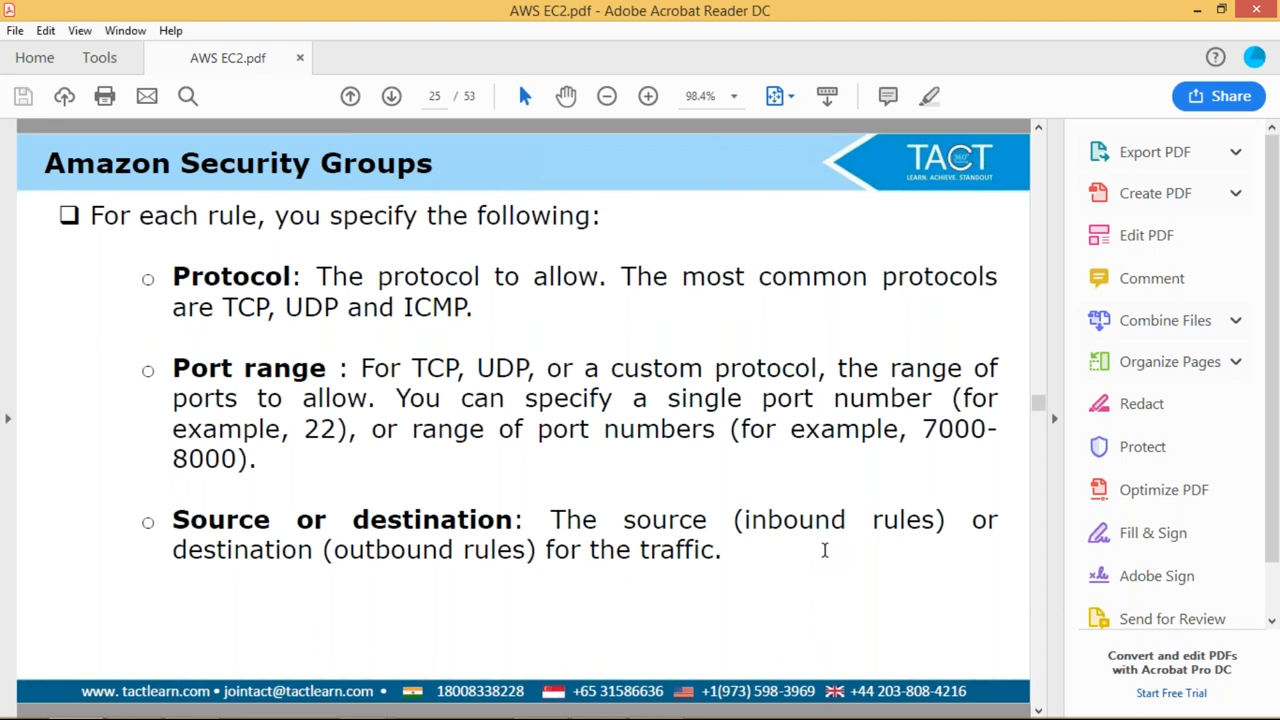 AWS EC2.pdf - Adobe Acrobat Reader DC
File Edit View Window Help
Home Tools AWS EC2.pdf ×
25 / 53 98.4% Share
Amazon Security Groups
TACT
360°
LEARN. ACHIEVE. STANDOUT
For each rule, you specify the following:
Protocol: The protocol to allow. The most common protocols
are TCP, UDP and ICMP.
Port range : For TCP, UDP, or a custom protocol, the range of
ports to allow. You can specify a single port number (for
example, 22), or range of port numbers (for example, 7000-
8000).
Source or destination: The source (inbound rules) or
destination (outbound rules) for the traffic.
www. tactlearn.com • jointact@tactlearn.com • 18008338228 +65 31586636 +1(973) 598-3969 +44 203-808-4216
Export PDF
Create PDF
Edit PDF
Comment
Combine Files
Organize Pages
Redact
Protect
Optimize PDF
Fill & Sign
Adobe Sign
Send for Review
Convert and edit PDFs
with Acrobat Pro DC
Start Free Trial